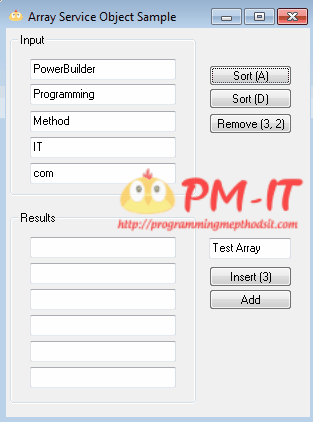 Array Service Object Sample
Input
PowerBuilder
Sort (A)
Programming
Sort (D)
Method
Remove (3, 2)
IT
com
PM-IT
http://programmingmepthodsit.com
Results
Test Array
Insert (3)
Add